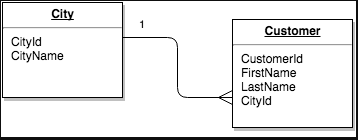 City
CityId
CityName
1
Customer
CustomerId
FirstName
LastName
CityId